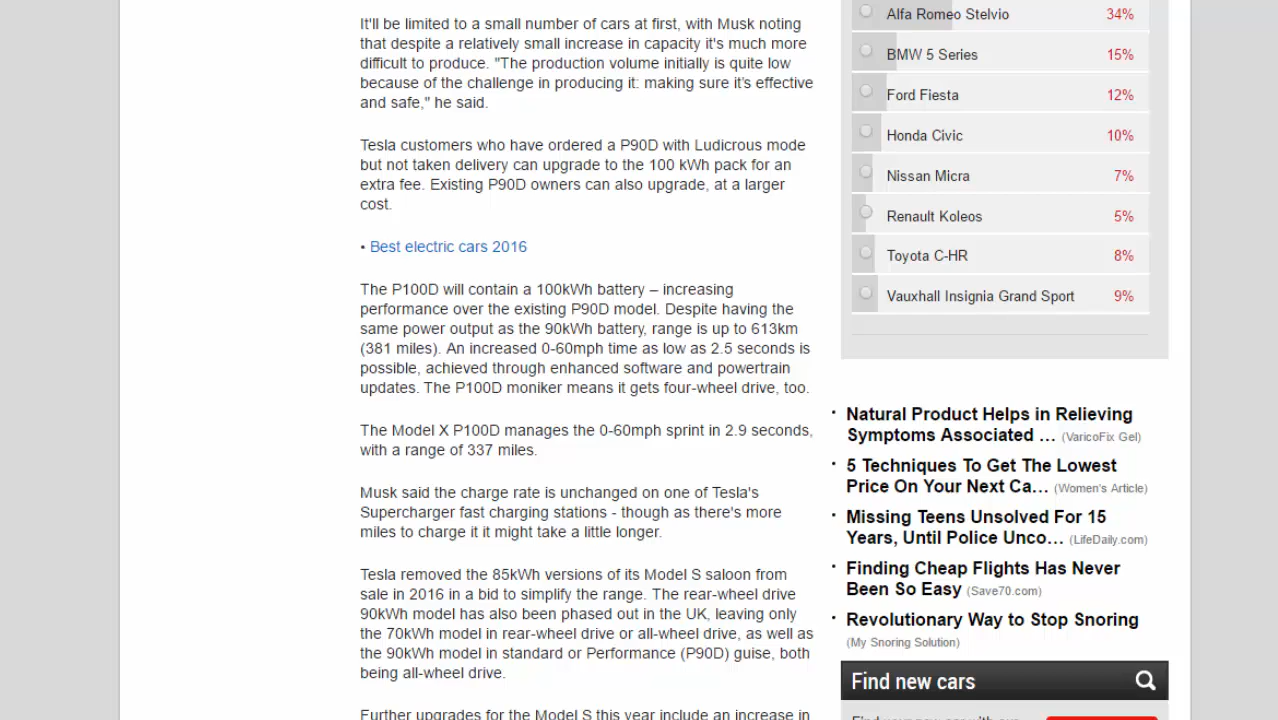 It'll be limited to a small number of cars at first, with Musk noting
that despite a relatively small increase in capacity it's much more
difficult to produce. "The production volume initially is quite low
because of the challenge in producing it: making sure it's effective
and safe," he said.
Tesla customers who have ordered a P90D with Ludicrous mode
but not taken delivery can upgrade to the 100 kWh pack for an
extra fee. Existing P90D owners can also upgrade, at a larger
cost.
• Best electric cars 2016
The P100D will contain a 100kWh battery – increasing
performance over the existing P90D model. Despite having the
same power output as the 90kWh battery, range is up to 613km
(381 miles). An increased 0-60mph time as low as 2.5 seconds is
possible, achieved through enhanced software and powertrain
updates. The P100D moniker means it gets four-wheel drive, too.
The Model X P100D manages the 0-60mph sprint in 2.9 seconds,
with a range of 337 miles.
Musk said the charge rate is unchanged on one of Tesla's
Supercharger fast charging stations - though as there's more
miles to charge it it might take a little longer.
Tesla removed the 85kWh versions of its Model S saloon from
sale in 2016 in a bid to simplify the range. The rear-wheel drive
90kWh model has also been phased out in the UK, leaving only
the 70kWh model in rear-wheel drive or all-wheel drive, as well as
the 90kWh model in standard or Performance (P90D) guise, both
being all-wheel drive.
Further upgrades for the Model S this year include an increase in
Alfa Romeo Stelvio 34%
BMW 5 Series 15%
Ford Fiesta 12%
Honda Civic 10%
Nissan Micra 7%
Renault Koleos 5%
Toyota C-HR 8%
Vauxhall Insignia Grand Sport 9%
• Natural Product Helps in Relieving
Symptoms Associated … (VaricoFix Gel)
• 5 Techniques To Get The Lowest
Price On Your Next Ca… (Women's Article)
• Missing Teens Unsolved For 15
Years, Until Police Unco… (LifeDaily.com)
• Finding Cheap Flights Has Never
Been So Easy (Save70.com)
• Revolutionary Way to Stop Snoring
(My Snoring Solution)
Find new cars
Find your new car with our